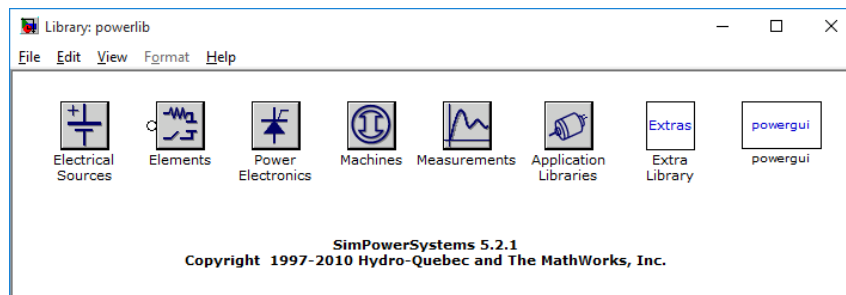 Library: powerlib
File Edit View Format Help
Extras powergui
Electrical Sources Elements Power Electronics Machines Measurements Application Libraries Extra Library powergui
SimPowerSystems 5.2.1
Copyright 1997-2010 Hydro-Quebec and The MathWorks, Inc.